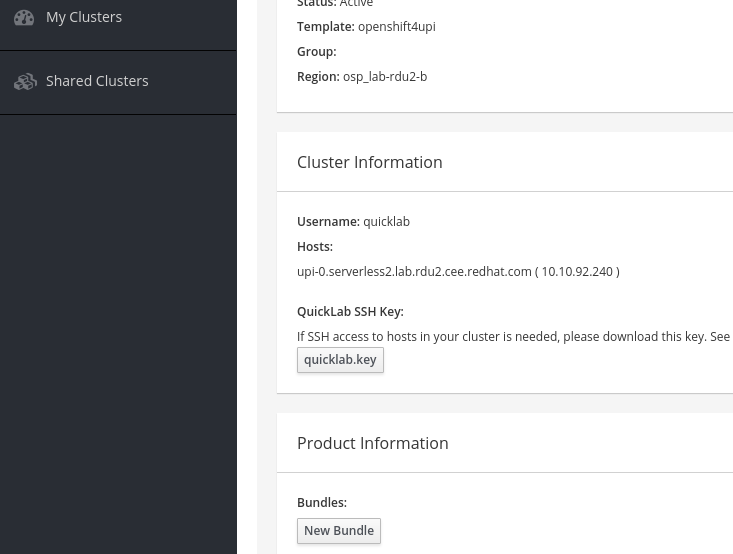 My Clusters
Shared Clusters
Status: Active
Template: openshift4upi
Group:
Region: osp_lab-rdu2-b
Cluster Information
Username: quicklab
Hosts:
upi-0.serverless2.lab.rdu2.cee.redhat.com ( 10.10.92.240 )
QuickLab SSH Key:
If SSH access to hosts in your cluster is needed, please download this key. See
quicklab.key
Product Information
Bundles:
New Bundle